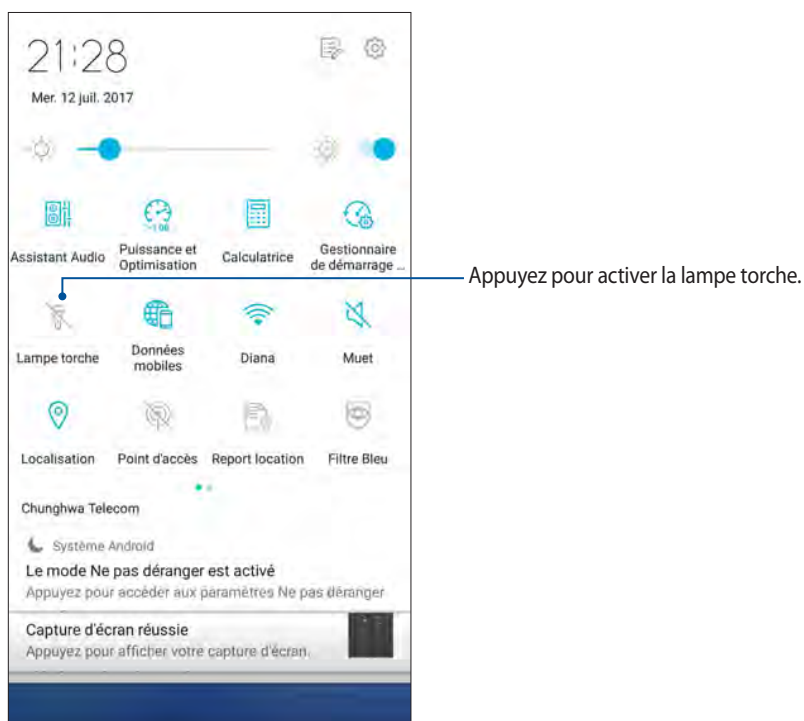 21:28
Mer. 12 juil. 2017
Assistant Audio
Puissance et
Optimisation
Calculatrice
Gestionnaire
de démarrage ...
Appuyez pour activer la lampe torche.
Lampe torche
Données
mobiles
Diana
Muet
Localisation
Point d'accès
Report location
Filtre Bleu
Chunghwa Telecom
Système Android
Le mode Ne pas déranger est activé
Appuyez pour accéder aux paramètres Ne pas déranger
Capture d'écran réussie
Appuyez pour afficher votre capture d'écran.